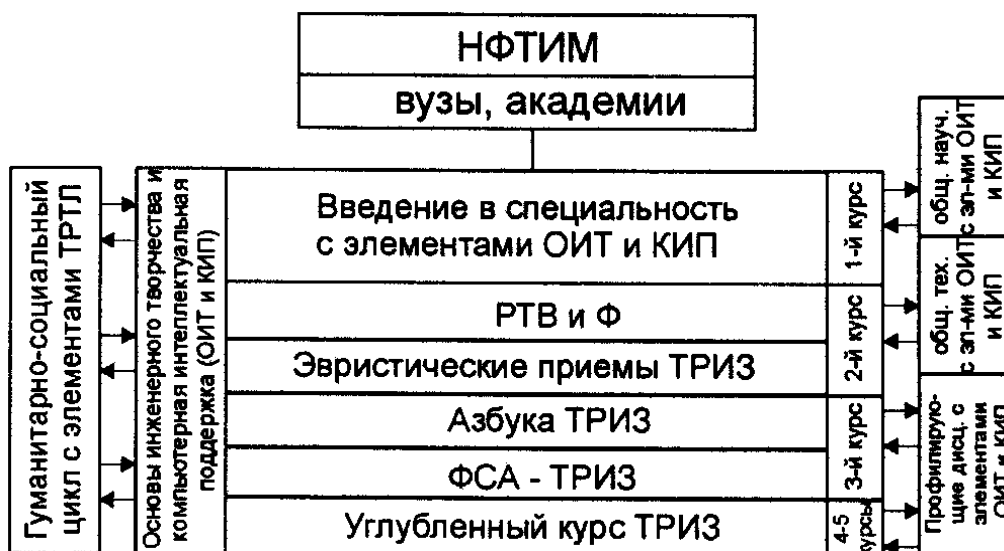 НФТИМ
вузы, академии
Гуманитарно-социальный
цикл с элементами ТРТЛ
Основы инженерного творчества и
компьютерная интеллектуальная
поддержка (ОИТ и КИП)
Введение в специальность
с элементами ОИТ и КИП
1-й курс
РТВ и Ф
Эвристические приемы ТРИЗ
2-й курс
Азбука ТРИЗ
ФСА - ТРИЗ
3-й курс
Углубленный курс ТРИЗ
4-5
курсы
общ. науч.
с эл-ми ОИТ
и КИП
общ. тех.
с эл-ми ОИТ
и КИП
Профилирую-
щие дисц. с
элементами
ОИТ и КИП